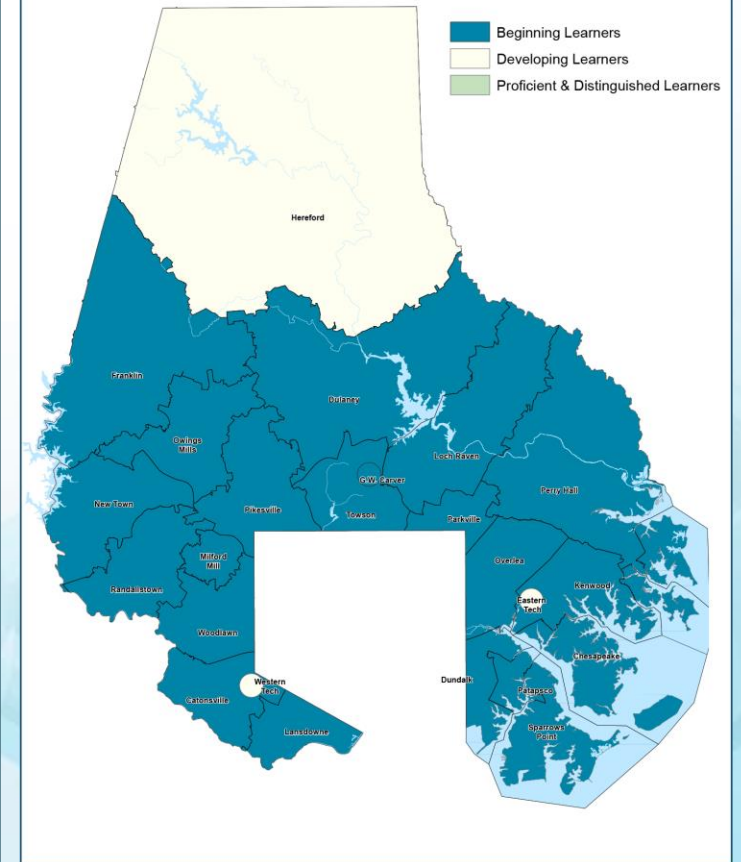 Beginning Learners
Developing Learners
Proficient & Distinguished Learners
Hereford
Franklin
Dulaney
Owings
Mills
Loch Raven
G.W. Carver
Perry Hall
New Town
Pikesville
Towson
Parkville
Milford
Mill
Overlea
Randallstown
Kenwood
Eastern
Tech
Woodlawn
Chesapeake
Western
Tech
Dundalk
Patapsco
Catonsville
Lansdowne
Sparrows
Point